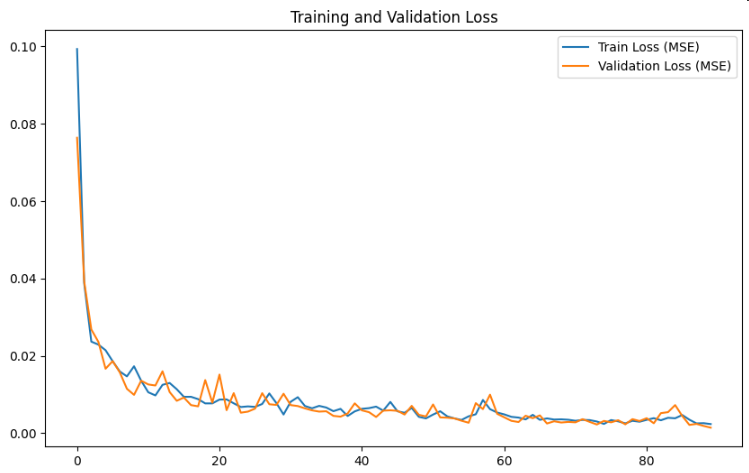 Training and Validation Loss
Train Loss (MSE)
Validation Loss (MSE)
0.10
0.08
0.06
0.04
0.02
0.00
0 20 40 60 80